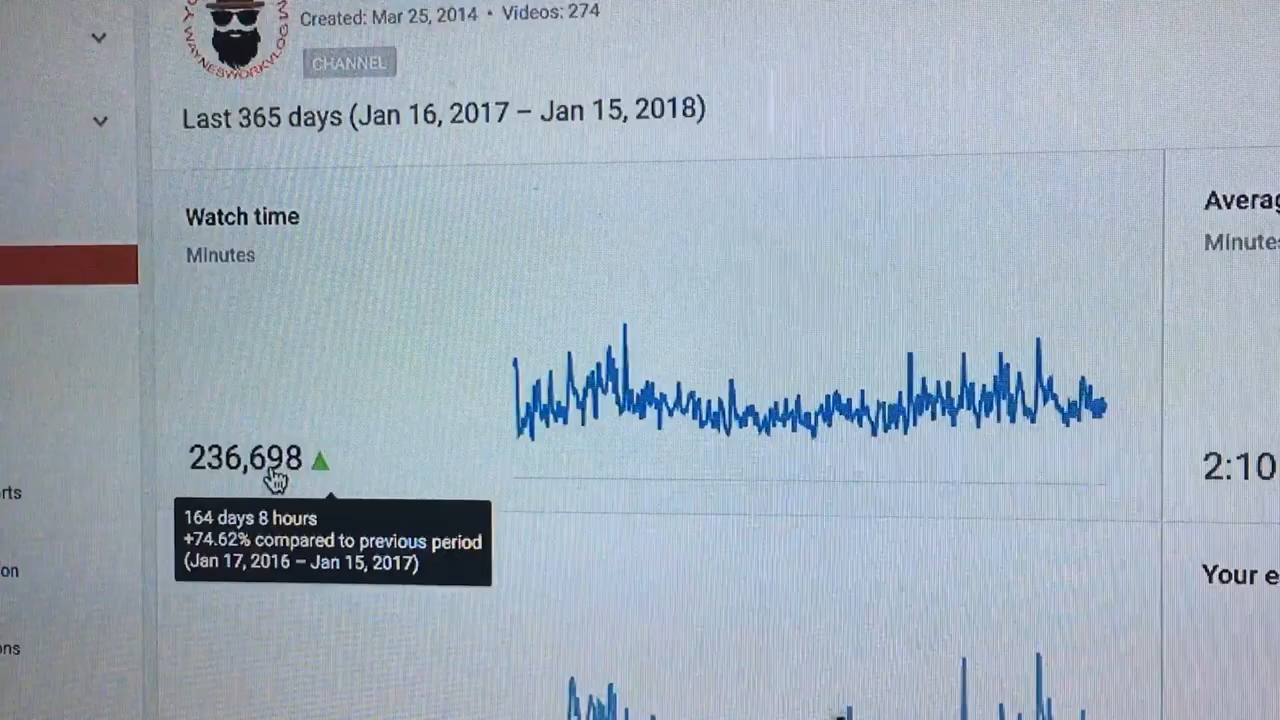 Created: Mar 25, 2014 • Videos: 274
CHANNEL
Last 365 days (Jan 16, 2017 – Jan 15, 2018)
Watch time
Minutes
236,698
164 days 8 hours
+74.62% compared to previous period
(Jan 17, 2016 – Jan 15, 2017)
Averag
Minutes
2:10
Your e
rts
on
ons